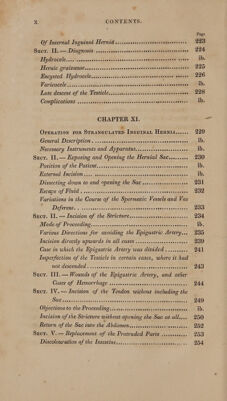 X. CONTENTS.
Page
Of Internal Inguinal Hernia 223
SECT. II. — Diagnosis 224
Hydrocele ib.
Hernie graisseuse 225
Encysted Hydrocele 226
Varicocele ib.
Late descent of the Testicle 228
Complications ib.
CHAPTER XI.
OPERATION FOR STRANGULATED INGUINAL HERNIA 229
General Description ib.
Necessary Instruments and Apparatus ib.
SECT. II. — Exposing and Opening the Hernial Sac 230
Position of the Patient ib.
External Incision ib.
Dissecting down to and opening the Sac 231
Escape of Fluid 232
Variations in the Course of the Spermatic Vessels and Vas
Deferens 233
SECT. II — Incision of the Stricture 234
Mode of Proceeding ib.
Various Directions for avoiding the Epigastric Artery 235
Incision directly upwards in all cases 239
Case in which the Epigastric Artery was divided 241
Imperfection of the Testicle in certain cases, where it had
not descended 243
SECT. III. — Wounds of the Epigastric Artery, and other
Cases of Hemorrhage 244
SECT. IV. — Incision of the Tendon without including the
Sac 249
Objections to the Proceeding ib.
Incision of the Stricture without opening the Sac at all 250
Return of the Sac into the Abdomen 252
SECT. V. — Replacement of the Protruded Parts 253
Discolouration of the Intestine 254